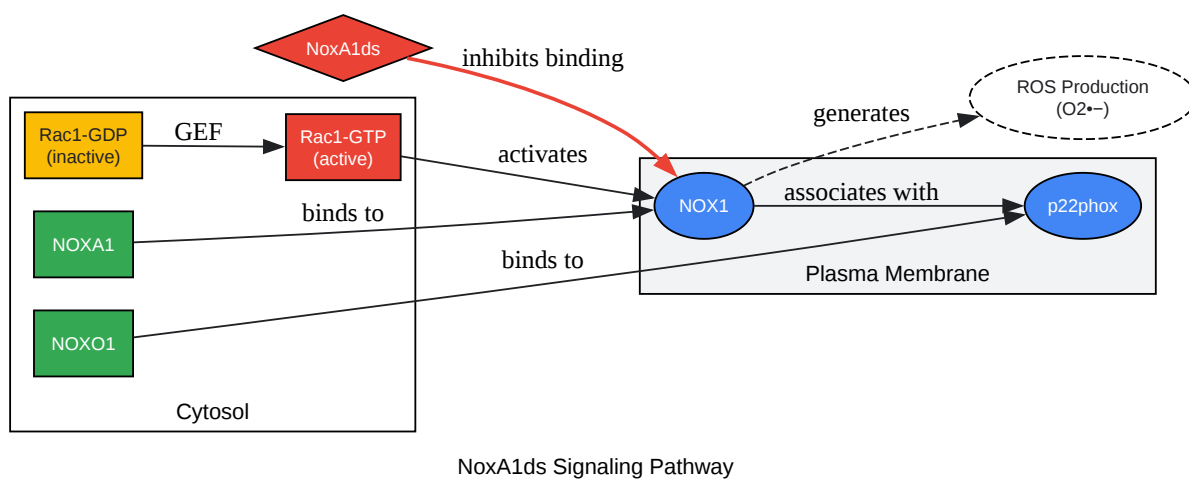 NoxA1ds
inhibits binding
ROS Production
(O2•−)
generates
Rac1-GDP
(inactive)
GEF
Rac1-GTP
(active)
activates
NOX1
associates with
p22phox
binds to
NOXA1
binds to
Plasma Membrane
NOXO1
Cytosol
NoxA1ds Signaling Pathway